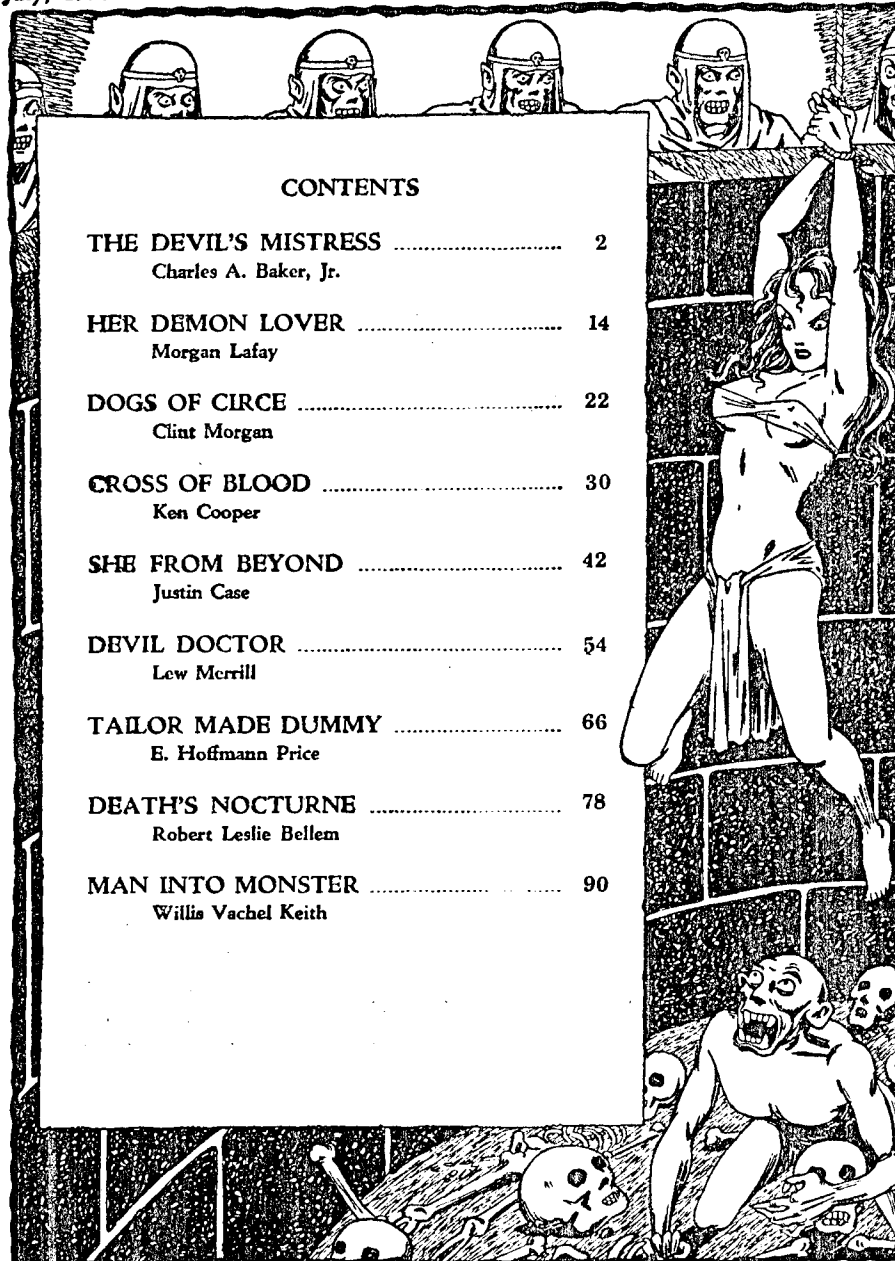 CONTENTS
THE DEVIL'S MISTRESS ........................ 2
Charles A. Baker, Jr.
HER DEMON LOVER ........................ 14
Morgan Lafay
DOGS OF CIRCE ........................ 22
Clint Morgan
CROSS OF BLOOD ........................ 30
Ken Cooper
SHE FROM BEYOND ........................ 42
Justin Case
DEVIL DOCTOR ........................ 54
Lew Merrill
TAILOR MADE DUMMY ........................ 66
E. Hoffmann Price
DEATH'S NOCTURNE ........................ 78
Robert Leslie Bellem
MAN INTO MONSTER ........................ 90
Willis Vachel Keith